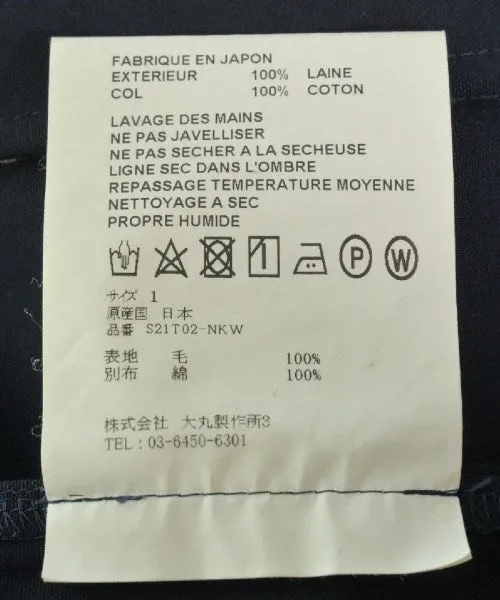 FABRIQUE EN JAPON
EXTERIEUR 100% LAINE
COL 100% COTON
LAVAGE DES MAINS
NE PAS JAVELLISER
NE PAS SECHER A LA SECHEUSE
LIGNE SEC DANS L'OMBRE
REPASSAGE TEMPERATURE MOYENNE
NETTOYAGE A SEC
PROPRE HUMIDE
P W
サイズ 1
原産国 日本
品番 S21T02-NKW
表地 毛 100%
別布 綿 100%
株式会社 大丸製作所3
TEL：03-6450-6301